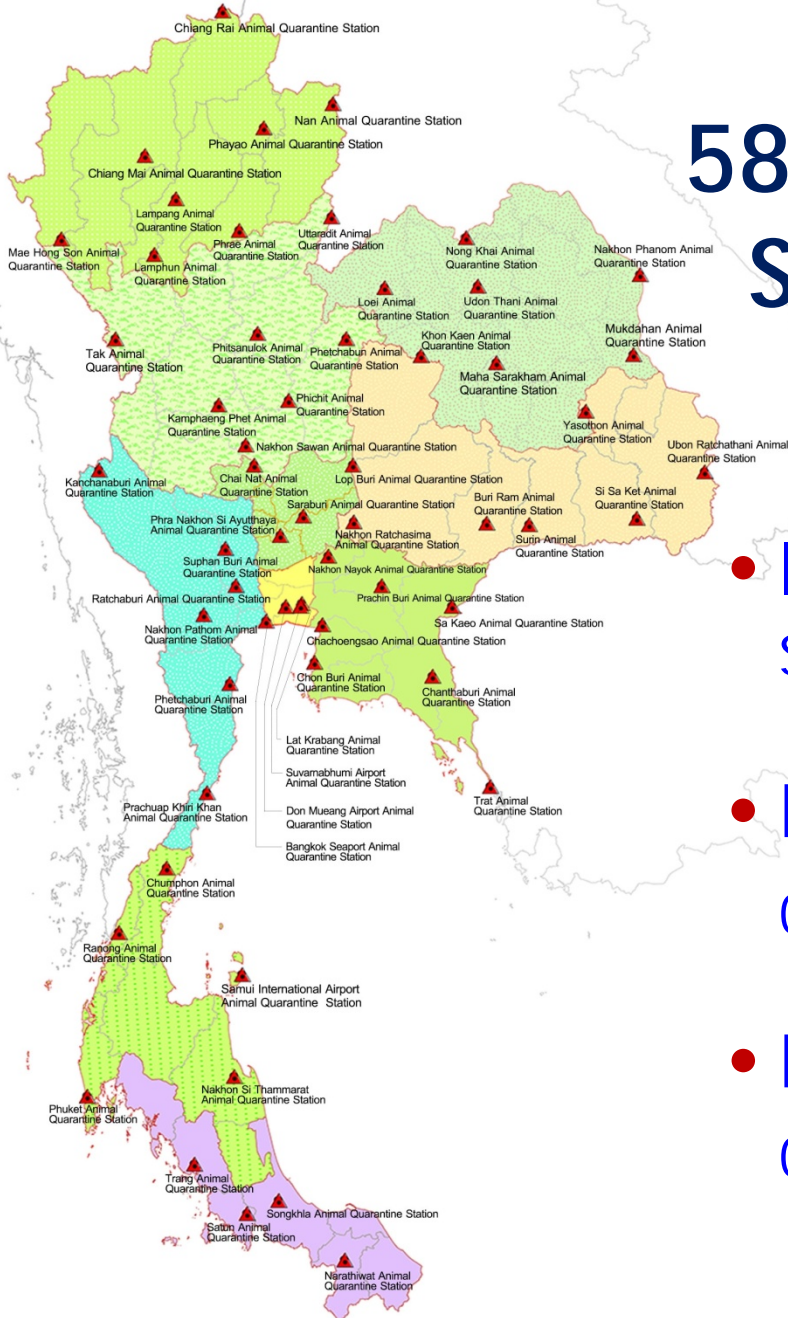 Chiang Rai Animal Quarantine Station
Nan Animal Quarantine Station
Phayao Animal
Quarantine Station
Chiang Mai Animal Quarantine Station
Lampang Animal
Quarantine Station
Uttaradit Animal
Quarantine Station
Phrae Animal
Quarantine Station
Mae Hong Son Animal
Quarantine Station
Lamphun Animal
Quarantine Station
58
S
Nong Khai Animal
Quarantine Station
Nakhon Phanom Animal
Quarantine Station
Loei Animal
Quarantine Station
Udon Thani Animal
Quarantine Station
Khon Kaen Animal
Quarantine Station
Mukdahan Animal
Quarantine Station
Tak Animal
Quarantine Station
Phitsanulok Animal
Quarantine Station
Phetchabun Animal
Quarantine Station
Maha Sarakham Animal
Quarantine Station
Phichit Animal
Quarantine Station
Kamphaeng Phet Animal
Quarantine Station
Yasothon Animal
Quarantine Station
Nakhon Sawan Animal Quarantine Station
Ubon Ratchathani Animal
Quarantine Station
Kanchanaburi Animal
Quarantine Station
Chai Nat Animal
Quarantine Station
Lop Buri Animal Quarantine Station
Saraburi Animal Quarantine Station
Buri Ram Animal
Quarantine Station
Si Sa Ket Animal
Quarantine Station
Phra Nakhon Si Ayutthaya
Animal Quarantine Station
Nakhon Ratchasima
Animal Quarantine Station
Surin Animal
Quarantine Station
Suphan Buri Animal
Quarantine Station
Nakhon Nayok Animal Quarantine Station
Ratchaburi Animal
Quarantine Station
Prachin Buri Animal Quarantine Station
Nakhon Pathom Animal
Quarantine Station
Sa Kaeo Animal Quarantine Station
Chachoengsao Animal Quarantine Station
Chon Buri Animal
Quarantine Station
Chanthaburi Animal
Quarantine Station
Phetchaburi Animal
Quarantine Station
Lat Krabang Animal
Quarantine Station
Suvarnabhumi Airport
Animal Quarantine Station
Don Mueang Airport Animal
Quarantine Station
Bangkok Seaport Animal
Quarantine Station
Trat Animal
Quarantine Station
Prachuap Khiri Khan
Animal Quarantine Station
Chumphon Animal
Quarantine Station
Ranong Animal
Quarantine Station
Samui International Airport
Animal Quarantine Station
Nakhon Si Thammarat
Animal Quarantine Station
Phuket Animal
Quarantine Station
Trang Animal
Quarantine Station
Songkhla Animal Quarantine Station
Satun Animal
Quarantine Station
Narathiwat Animal
Quarantine Station